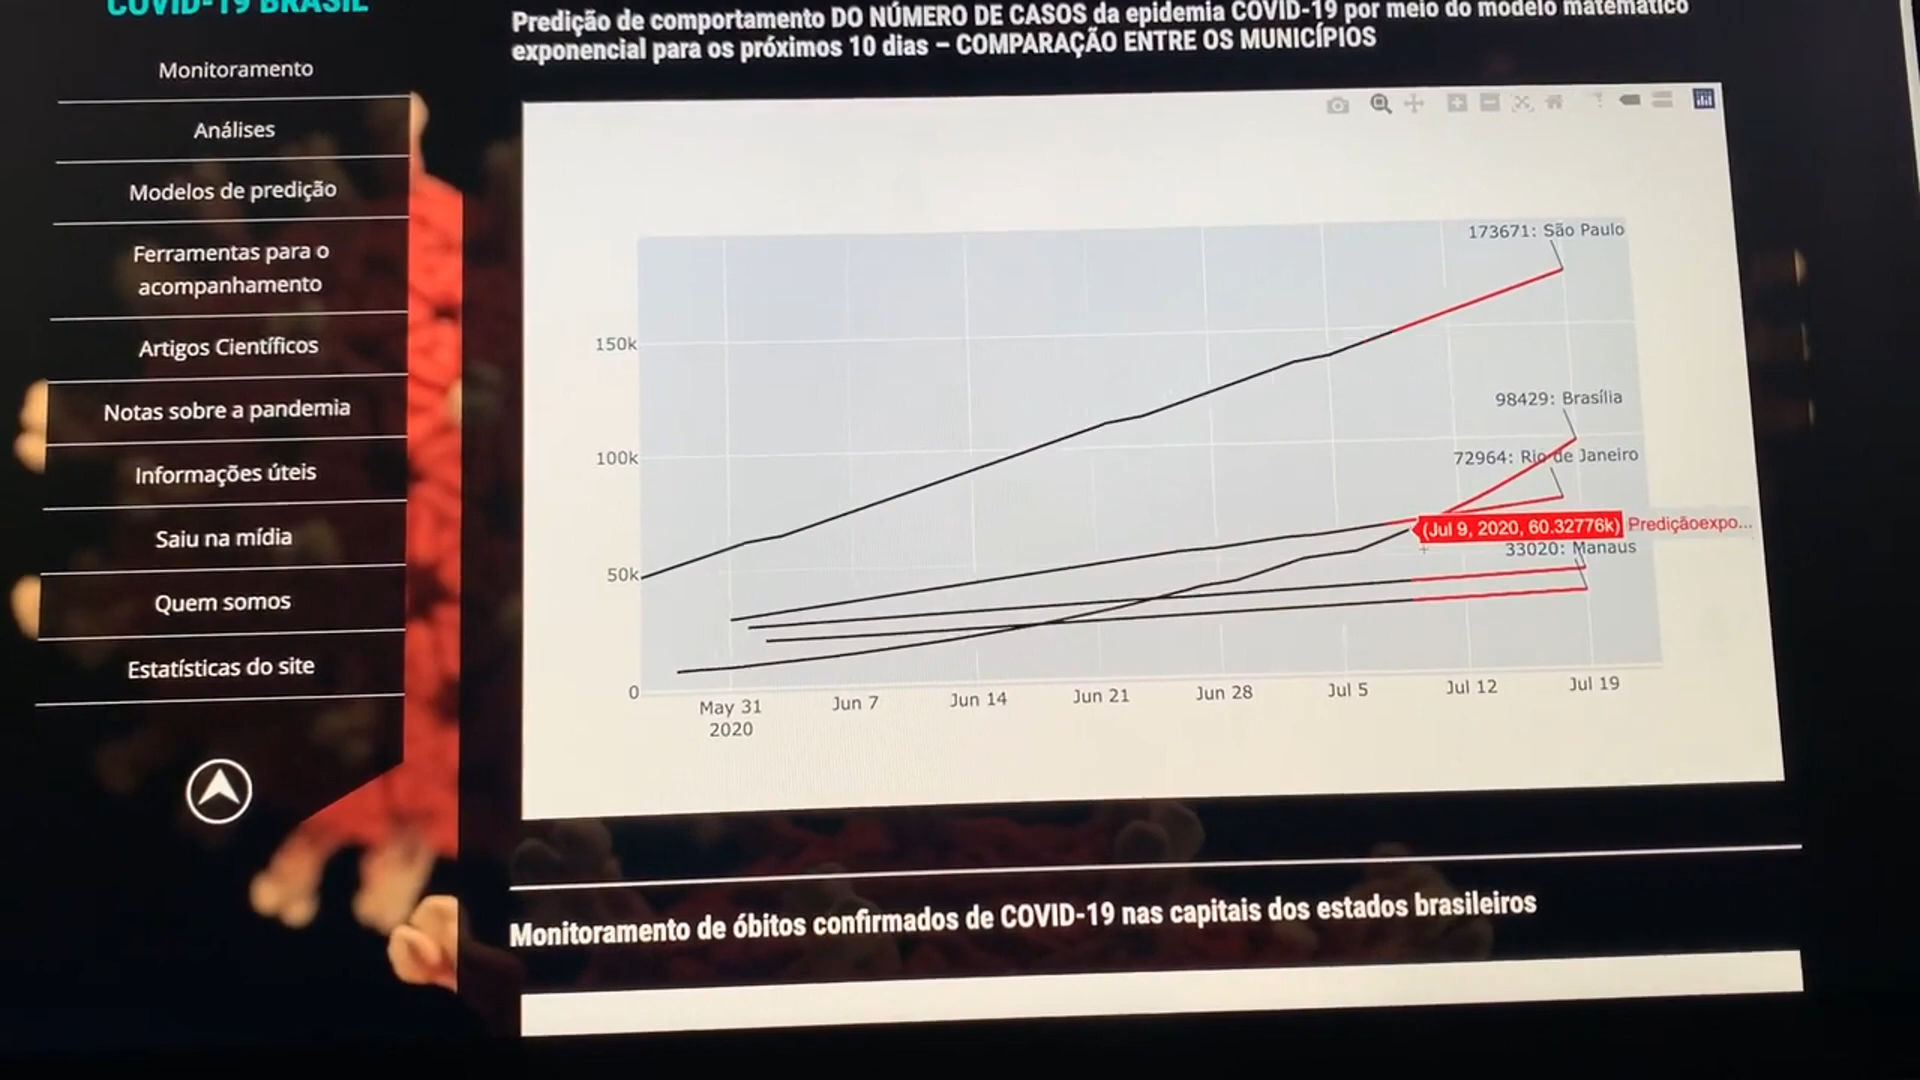 COVID-19 BRASIL
Monitoramento
Análises
Modelos de predição
Ferramentas para o
acompanhamento
Artigos Científicos
Notas sobre a pandemia
Informações úteis
Saiu na mídia
Quem somos
Estatísticas do site
Predição de comportamento DO NÚMERO DE CASOS da epidemia COVID-19 por meio do modelo matemático
exponencial para os próximos 10 dias – COMPARAÇÃO ENTRE OS MUNICÍPIOS
173671: São Paulo
150k
98429: Brasília
100k
72964: Rio de Janeiro
(Jul 9, 2020, 60.32776k) Prediçãoexpo...
33020: Manaus
50k
0
May 31
2020
Jun 7
Jun 14
Jun 21
Jun 28
Jul 5
Jul 12
Jul 19
Monitoramento de óbitos confirmados de COVID-19 nas capitais dos estados brasileiros